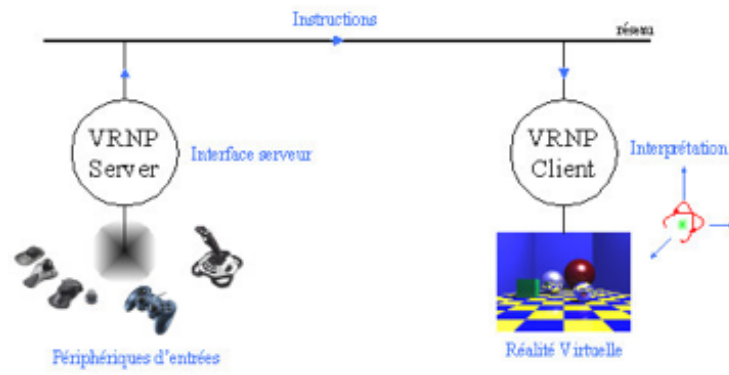 Instructions
réseau
VRNP
Server
Interface serveur
VRNP
Client
Interprétation
Périphériques d'entrées
Réalité Virtuelle